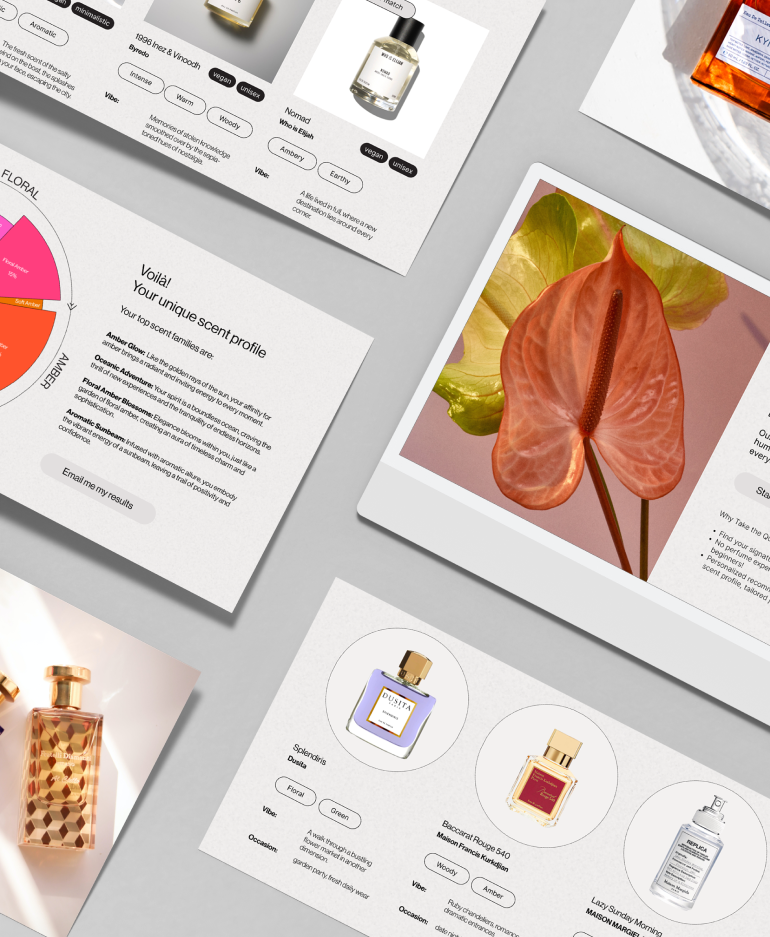 match
minimalistic
Aromatic
The fresh scent of the salty
wind on the boat, the splashes
your face, escaping the city.
1996 Inez & Vinoodh
Byredo
vegan
unisex
Intense
Warm
Woody
Vibe:
Memories of stolen knowledge
smoothed over by the sepia-
toned hues of nostalgia.
Nomad
Who is Elijah
vegan
unisex
Ambery
Earthy
Vibe:
A life lived in full, where a new
destination lies around every
corner.
FLORAL
Floral Amber
15%
Soft Amber
AMBER
Voilà!
Your unique scent profile
Your top scent families are:
Amber Glow: Like the golden rays of the sun, your affinity for
amber brings a radiant and inviting energy to every moment.
Oceanic Adventure: Your spirit is a boundless ocean, craving the
thrill of new experiences and the tranquility of endless horizons.
Floral Amber Blossoms: Elegance blooms within you, just like a
garden of floral amber, creating an aura of timeless charm and
sophistication.
Aromatic Sunbeam: Infused with aromatic allure, you embody
the vibrant energy of a sunbeam, leaving a trail of positivity and
confidence.
Email me my results
Why Take the Qu
• Find your signatu
• No perfume exper
beginners!
• Personalized recom
scent profile, tailored
DUSITA
Splendiris
Dusita
Floral
Green
Vibe:
A walk through a bustling
flower market in another
dimension.
Occasion:
garden party, fresh daily wear
Baccarat Rouge 540
Maison Francis Kurkdjian
Woody
Amber
Vibe:
Ruby chandeliers, romance
dramatic entrances.
Occasion:
date nig
REPLICA
Lazy Sunday Morning
MAISON MARGIEL